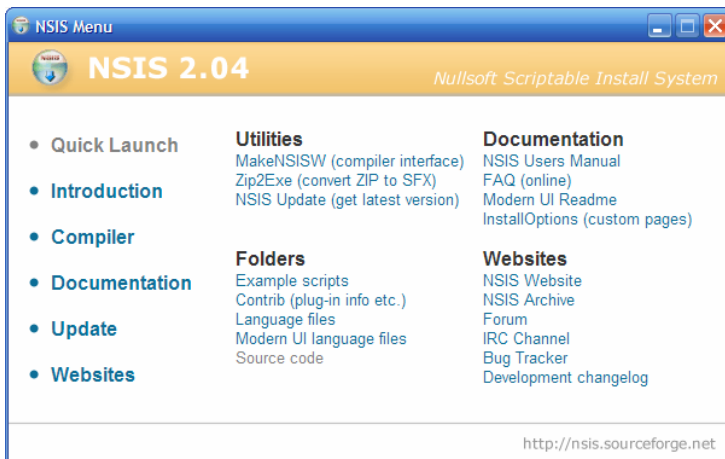 NSIS Menu
NSIS
NSIS 2.04
Nullsoft Scriptable Install System
Quick Launch
Introduction
Compiler
Documentation
Update
Websites
Utilities
MakeNSISW (compiler interface)
Zip2Exe (convert ZIP to SFX)
NSIS Update (get latest version)
Documentation
NSIS Users Manual
FAQ (online)
Modern UI Readme
InstallOptions (custom pages)
Folders
Example scripts
Contrib (plug-in info etc.)
Language files
Modern UI language files
Source code
Websites
NSIS Website
NSIS Archive
Forum
IRC Channel
Bug Tracker
Development changelog
http://nsis.sourceforge.net